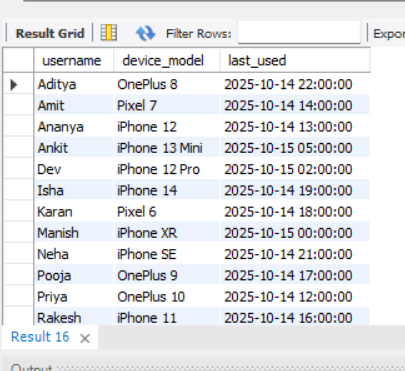 Result Grid Filter Rows: Expor
username device_model last_used
Aditya OnePlus 8 2025-10-14 22:00:00
Amit Pixel 7 2025-10-14 14:00:00
Ananya iPhone 12 2025-10-14 13:00:00
Ankit iPhone 13 Mini 2025-10-15 05:00:00
Dev iPhone 12 Pro 2025-10-15 02:00:00
Isha iPhone 14 2025-10-14 19:00:00
Karan Pixel 6 2025-10-14 18:00:00
Manish iPhone XR 2025-10-15 00:00:00
Neha iPhone SE 2025-10-14 21:00:00
Pooja OnePlus 9 2025-10-14 17:00:00
Priya OnePlus 10 2025-10-14 12:00:00
Rakesh iPhone 11 2025-10-14 16:00:00
Result 16
Output